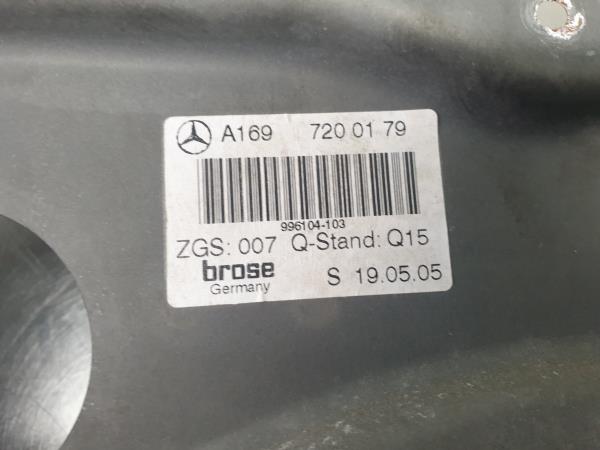 A169 720 01 79
996104-103
ZGS: 007 Q-Stand: Q15
brose
Germany S 19.05.05